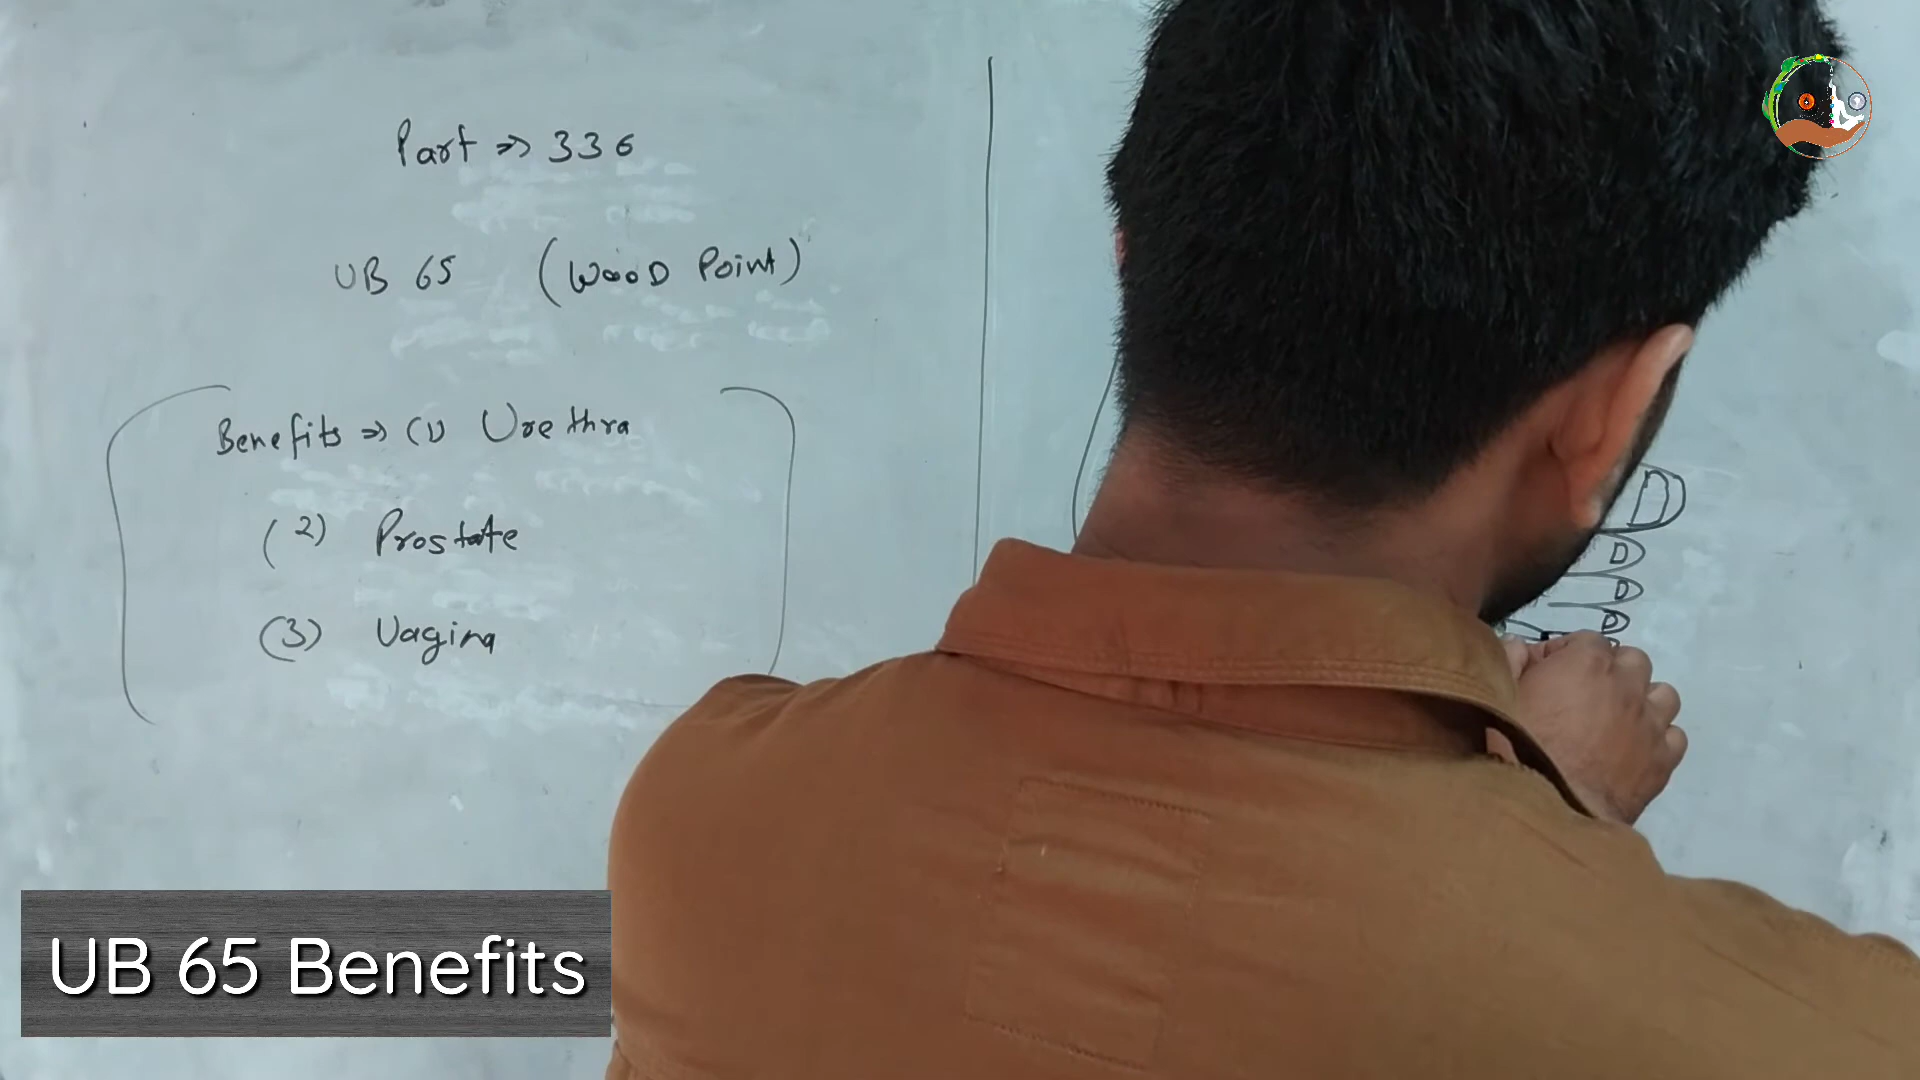 Part => 336
UB 65 (WOOD Point)
Benefits => (1) Urethra
(2) Prostate
(3) Vagina
UB 65 Benefits